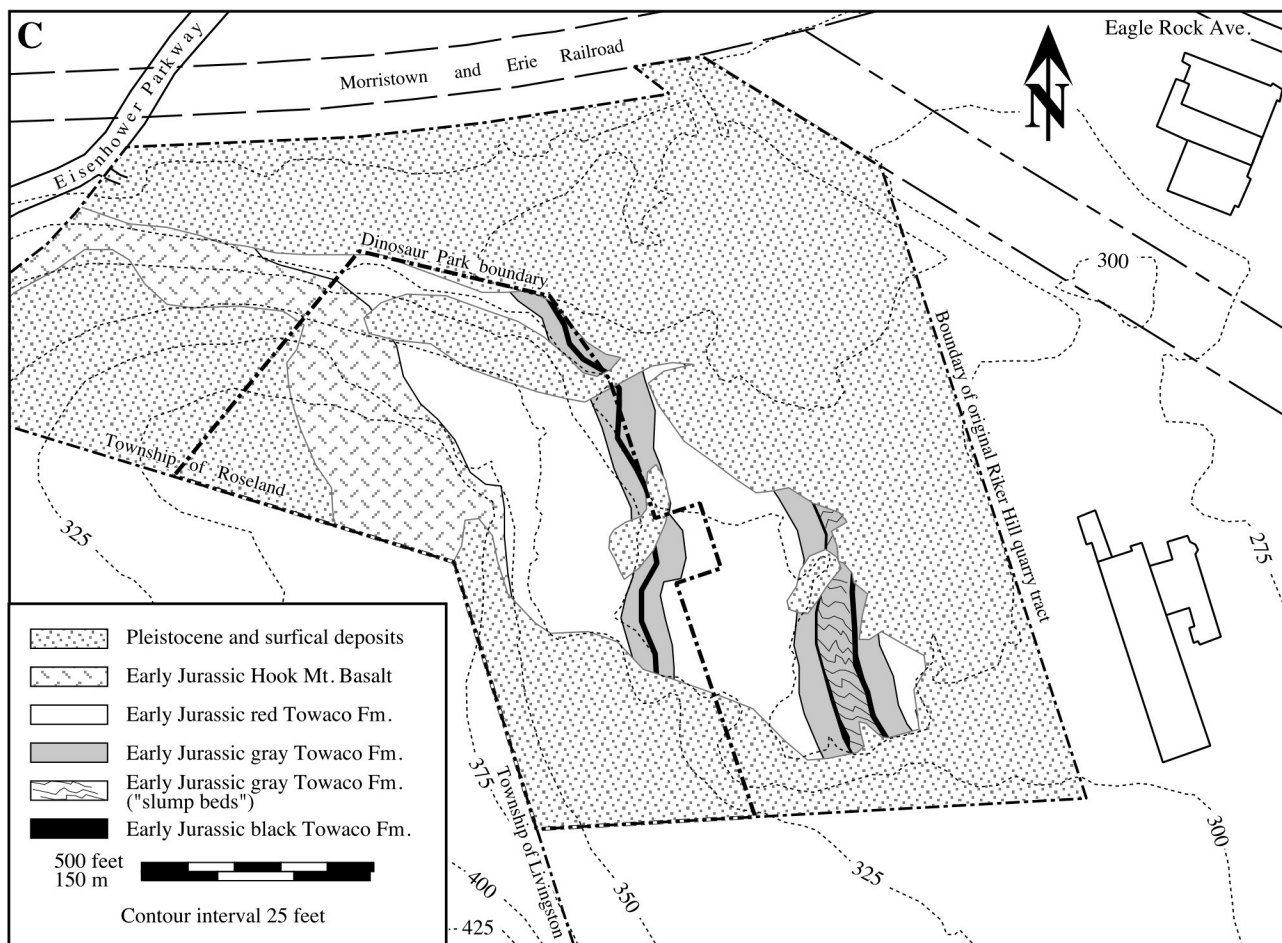 C
Eagle Rock Ave.
Morristown and Erie Railroad
N
Eisenhower Parkway
Dinosaur Park boundary
300
Boundary of original Riker Hill quarry tract
Township of Roseland
325
275
Pleistocene and surfical deposits
Early Jurassic Hook Mt. Basalt
Early Jurassic red Towaco Fm.
Early Jurassic gray Towaco Fm.
Early Jurassic gray Towaco Fm.
("slump beds")
Early Jurassic black Towaco Fm.
500 feet
150 m
Contour interval 25 feet
375
Township of Livingston
400
425
350
325
300